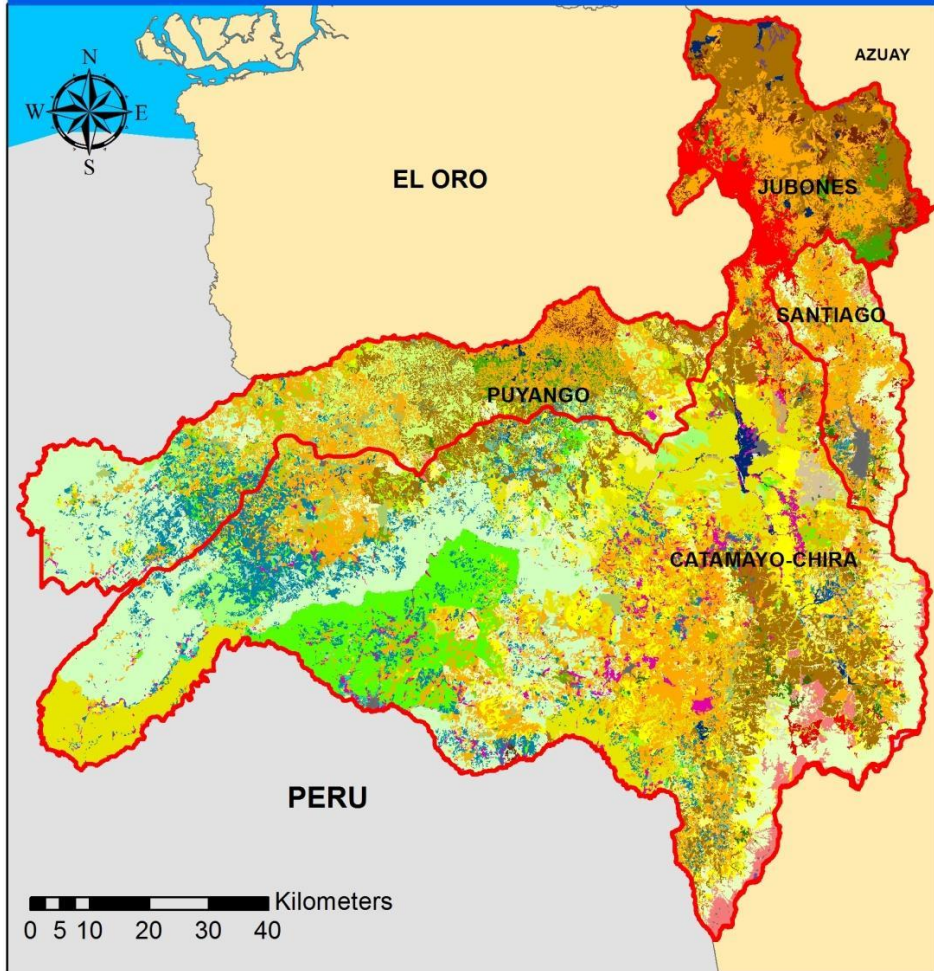 AZUAY
N
W E
S
EL ORO
JUBONES
SANTIAGO
PUYANGO
CATAMAYO-CHIRA
PERU
Kilometers
0 5 10 20 30 40